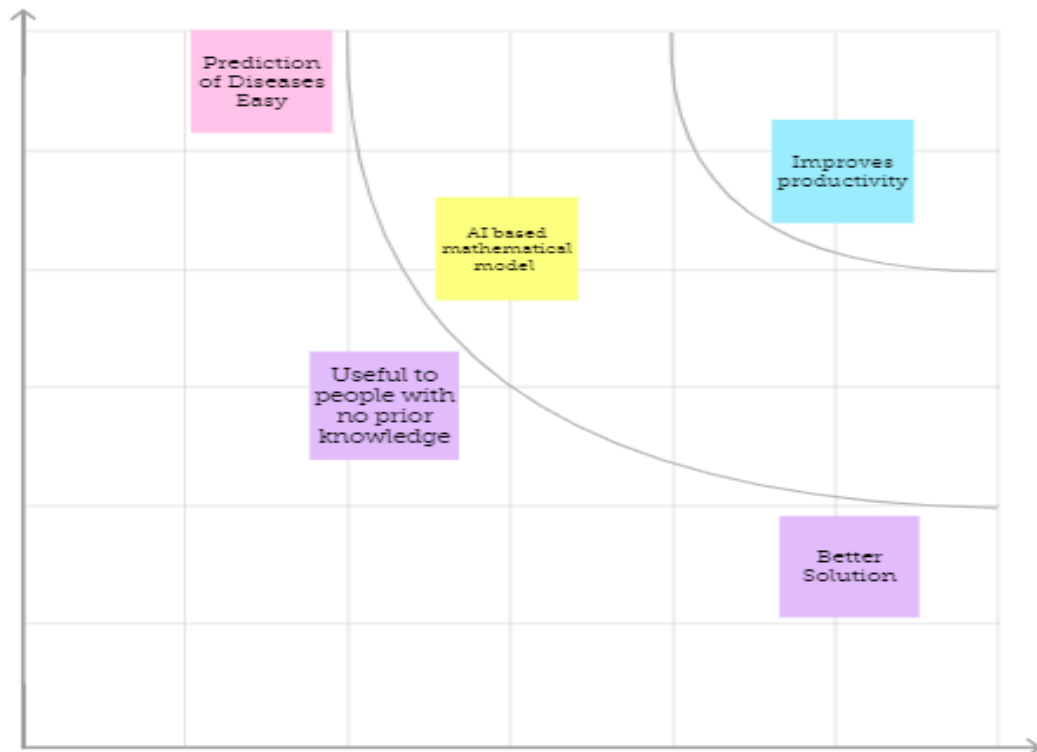 Prediction
of Diseases
Easy
Improves
productivity
AI based
mathematical
model
Useful to
people with
no prior
knowledge
Better
Solution